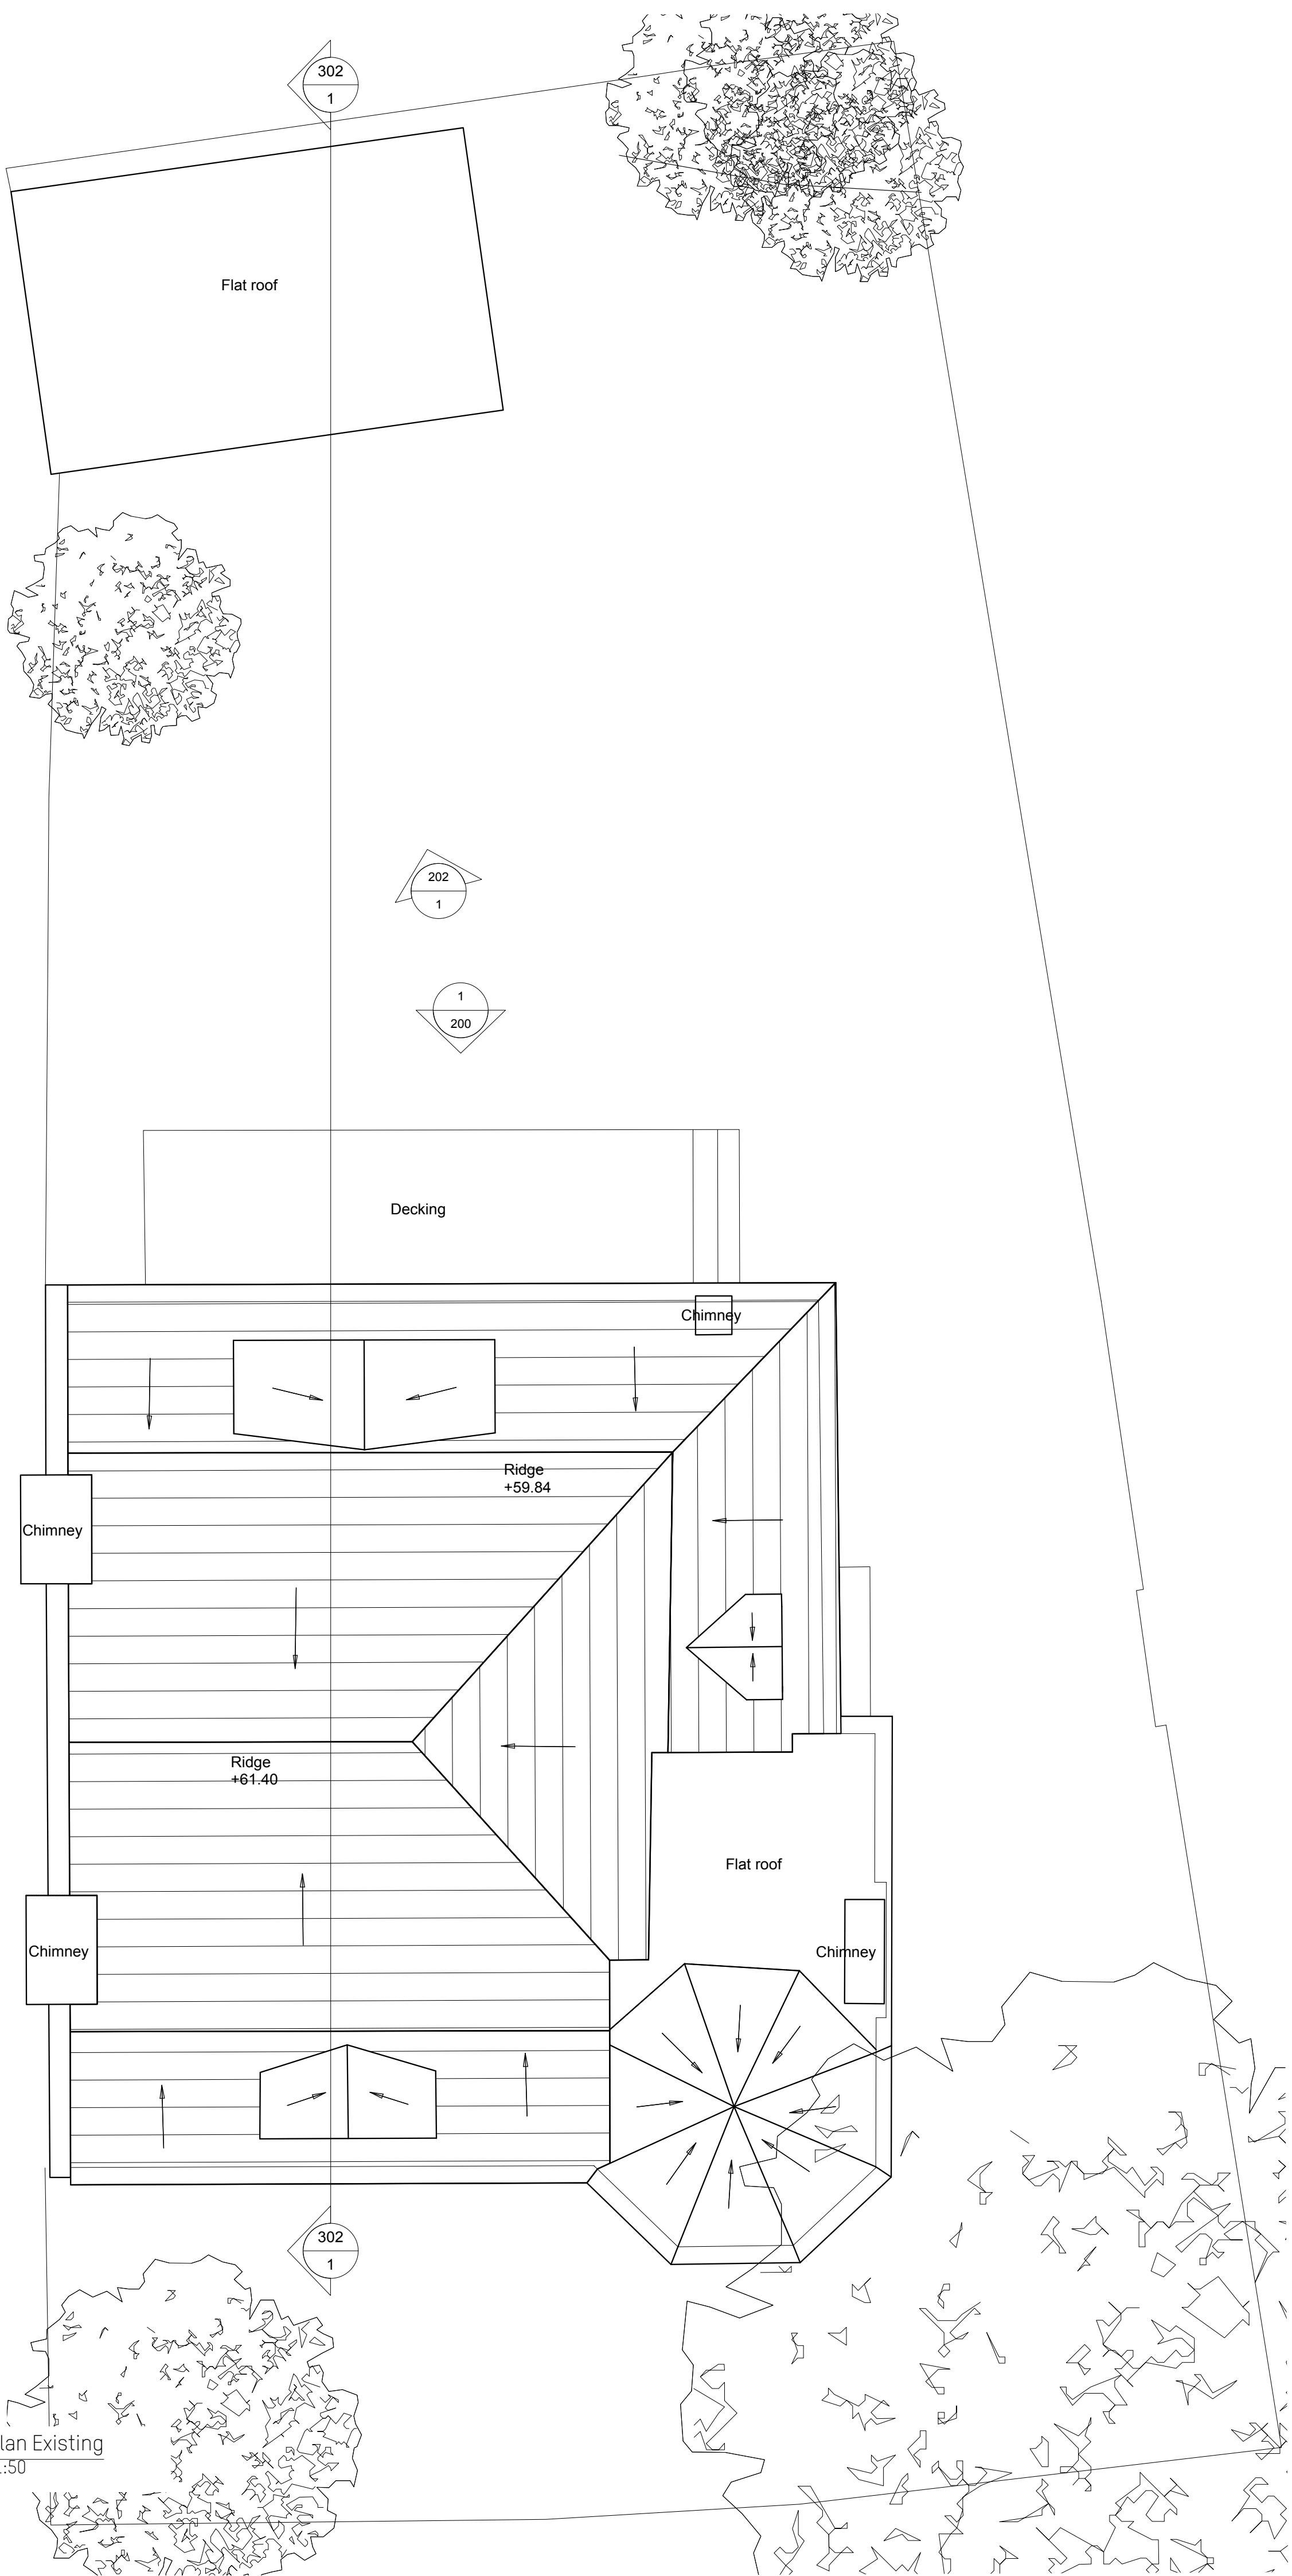 302
1
Flat roof
202
1
1
200
Decking
Chimney
Ridge
+59.84
Chimney
Ridge
+61.40
Flat roof
Chimney
Chimney
302
1
lan Existing
:50